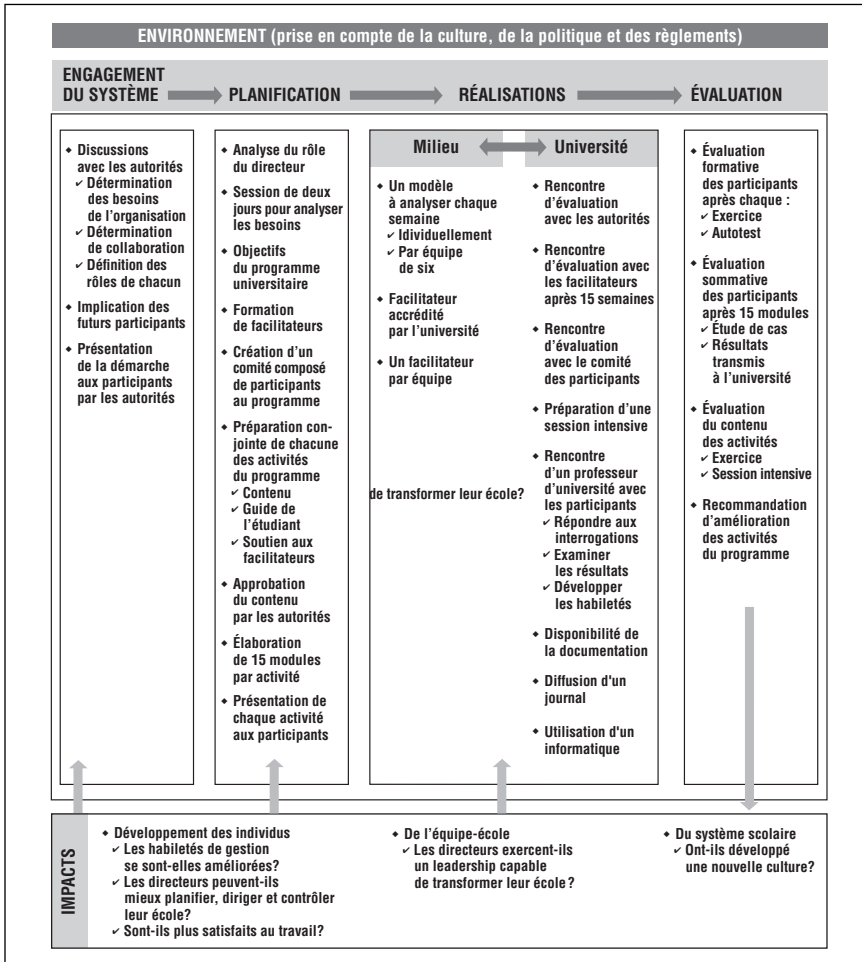 ENVIRONNEMENT (prise en compte de la culture, de la politique et des règlements)
ENGAGEMENT
DU SYSTÈME
PLANIFICATION
RÉALISATIONS
ÉVALUATION
Discussions
avec les autorités
Détermination
des besoins
de l'organisation
Détermination
de collaboration
Définition des
rôles de chacun
Implication des
futurs participants
Présentation
de la démarche
aux participants
par les autorités
Analyse du rôle
du directeur
Session de deux
jours pour analyser
les besoins
Objectifs
du programme
universitaire
Formation
de facilitateurs
Création d'un
comité composé
de participants
au programme
Préparation con-
jointe de chacune
des activités
du programme
Contenu
Guide de
l'étudiant
Soutien aux
facilitateurs
Approbation
du contenu
par les autorités
Élaboration
de 15 modules
par activité
Présentation de
chaque activité
aux participants
Milieu
Un modèle
à analyser chaque
semaine
Idividuellement
Par équipe
de six
Facilitateur
accrédité
par l'université
Un facilitateur
par équipe
de transformer leur école?
Université
Rencontre
d'évaluation
avec les autorités
Rencontre
d'évaluation avec
les facilitateurs
après 15 semaines
Rencontre
d'évaluation
avec le comité
des participants
Préparation d'une
session intensive
Rencontre
d'un professeur
d'université avec
les participants
Répondre aux
interrogations
Examiner
les résultats
Développer
les habiletés
Disponibilité de
la documentation
Diffusion d'un
journal
Utilisation d'un
informatique
Évaluation
formative
des participants
après chaque :
Exercice
Autotest
Évaluation
sommative
des participants
après 15 modules
Étude de cas
Résultats
transmis
à l'université
Évaluation
du contenu
des activités
Exercice
Session intensive
Recommandation
d'amélioration
des activités
du programme
IMPACTS
Développement des individus
Les habiletés de gestion
se sont-elles améliorées?
Les directeurs peuvent-ils
mieux planifier, diriger et contrôler
leur école?
Sont-ils plus satisfaits au travail?
De l'équipe-école
Les directeurs exercent-ils
un leadership capable
de transformer leur école?
Du système scolaire
Ont-ils développé
une nouvelle culture?